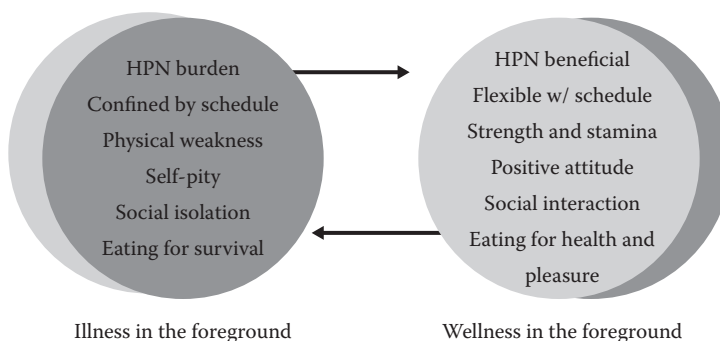 HPN burden
Confined by schedule
Physical weakness
Self-pity
Social isolation
Eating for survival
HPN beneficial
Flexible w/ schedule
Strength and stamina
Positive attitude
Social interaction
Eating for health and
pleasure
Illness in the foreground
Wellness in the foreground